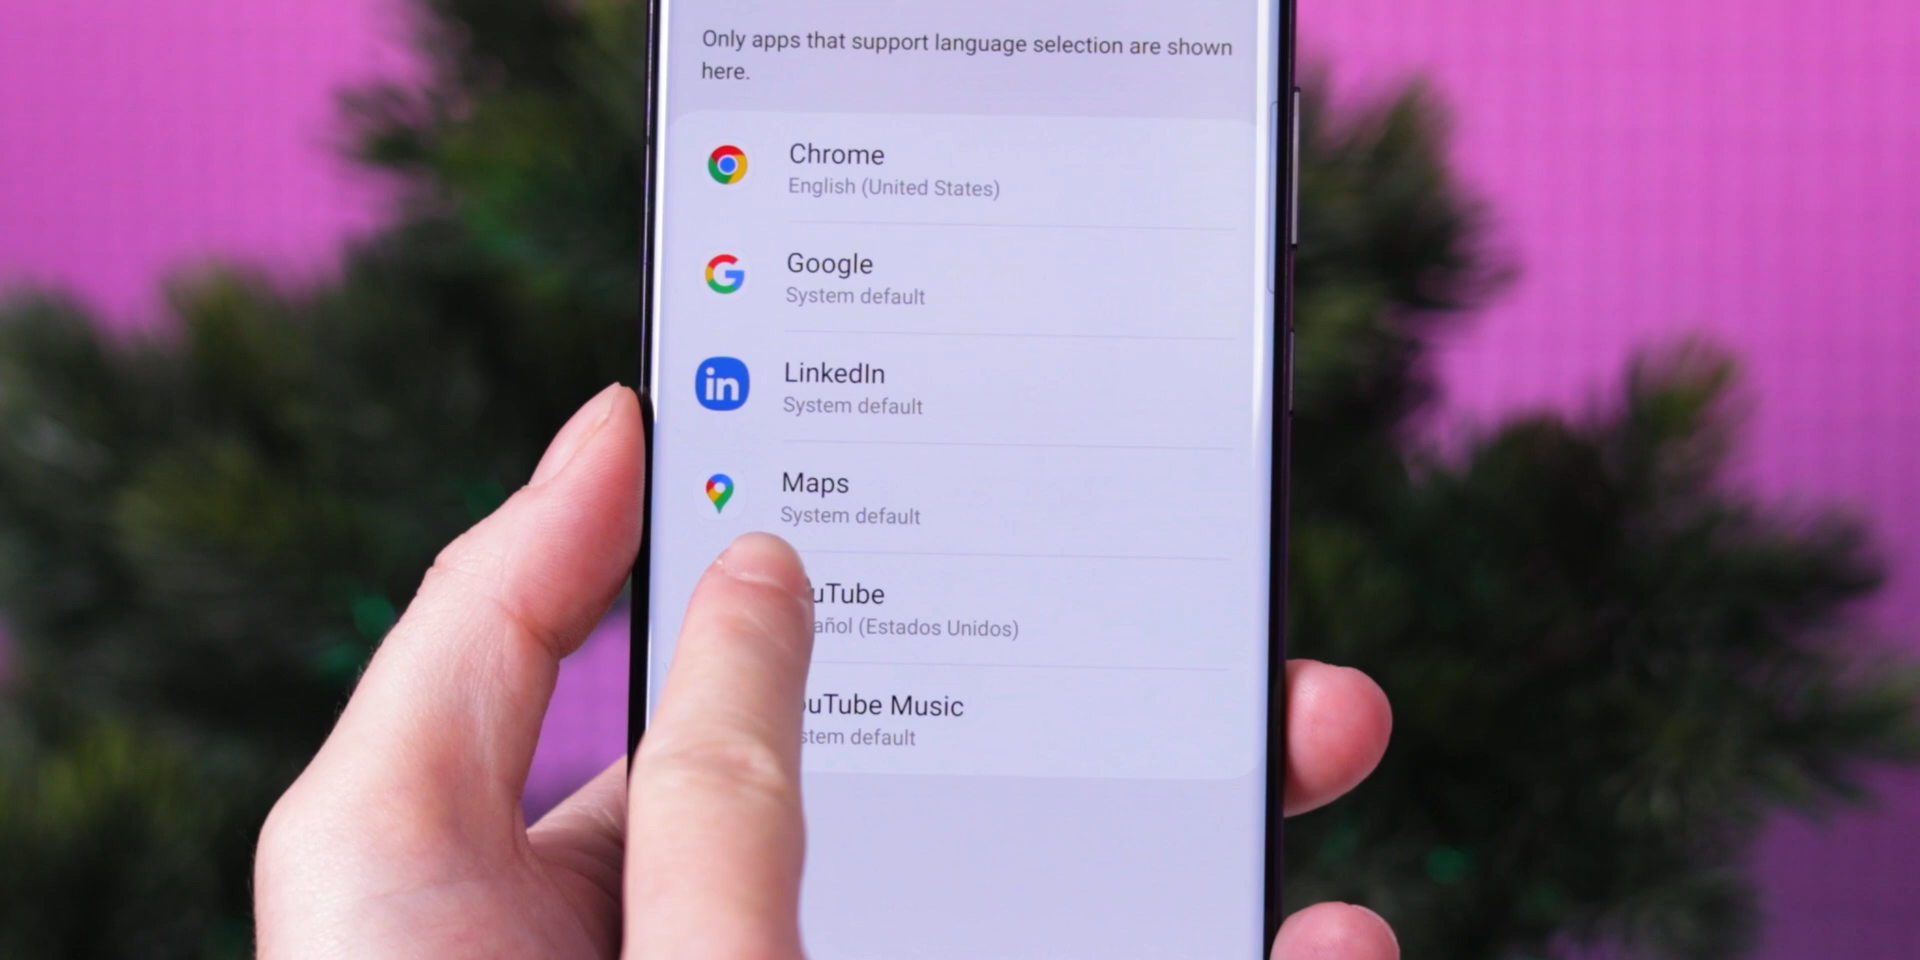 Only apps that support language selection are shown
here.
Chrome
English (United States)
Google
System default
in
LinkedIn
System default
Maps
System default
uTube
añol (Estados Unidos)
ouTube Music
stem default